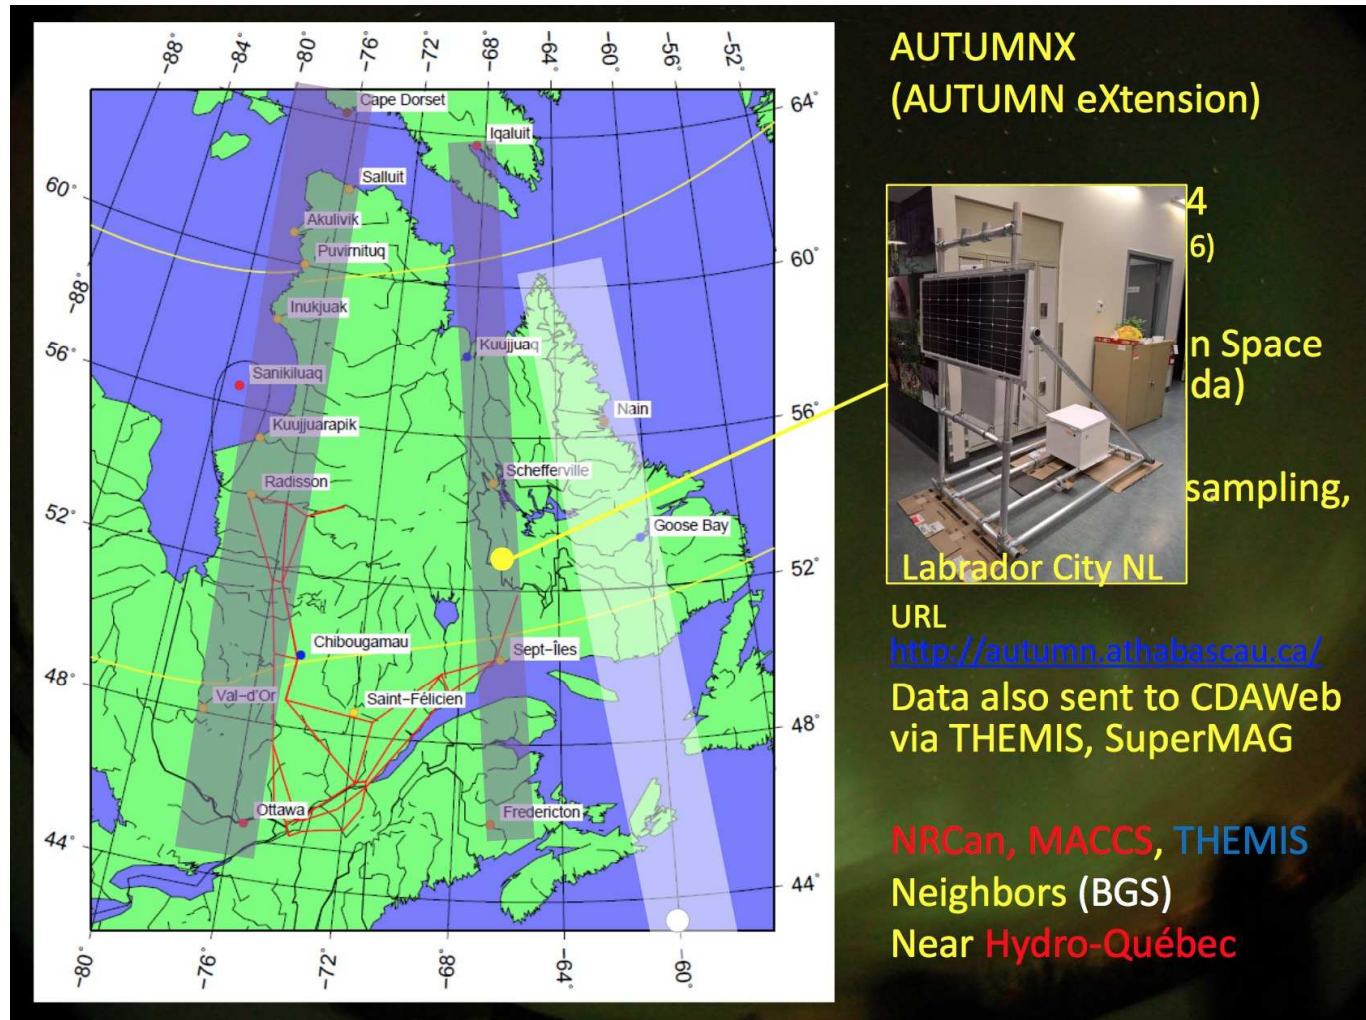 AUTUMNX
(AUTUMN eXtension)
4
6)
n Space
da)
sampling,
Labrador City NL
URL
http://autumn.athabascau.ca/
Data also sent to CDAWeb
via THEMIS, SuperMAG
NRCan, MACCS, THEMIS
Neighbors (BGS)
Near Hydro-Québec
−88° −84° −80° −76° −72° −68° −64° −60° −56° −52°
64°
Cape Dorset
Iqaluit
Salluit
60°
Akulivik
Puvirnituq
60°
−88°
Inukjuak
Kuujjuaq
56°
Sanikiluaq
Nain
56°
Kuujjuarapik
Schefferville
Radisson
52°
Goose Bay
52°
Chibougamau
Sept−Îles
48°
Val−d'Or
Saint−Félicien
48°
Ottawa
Fredericton
44°
44°
−80° −76° −72° −68° −64° −60°